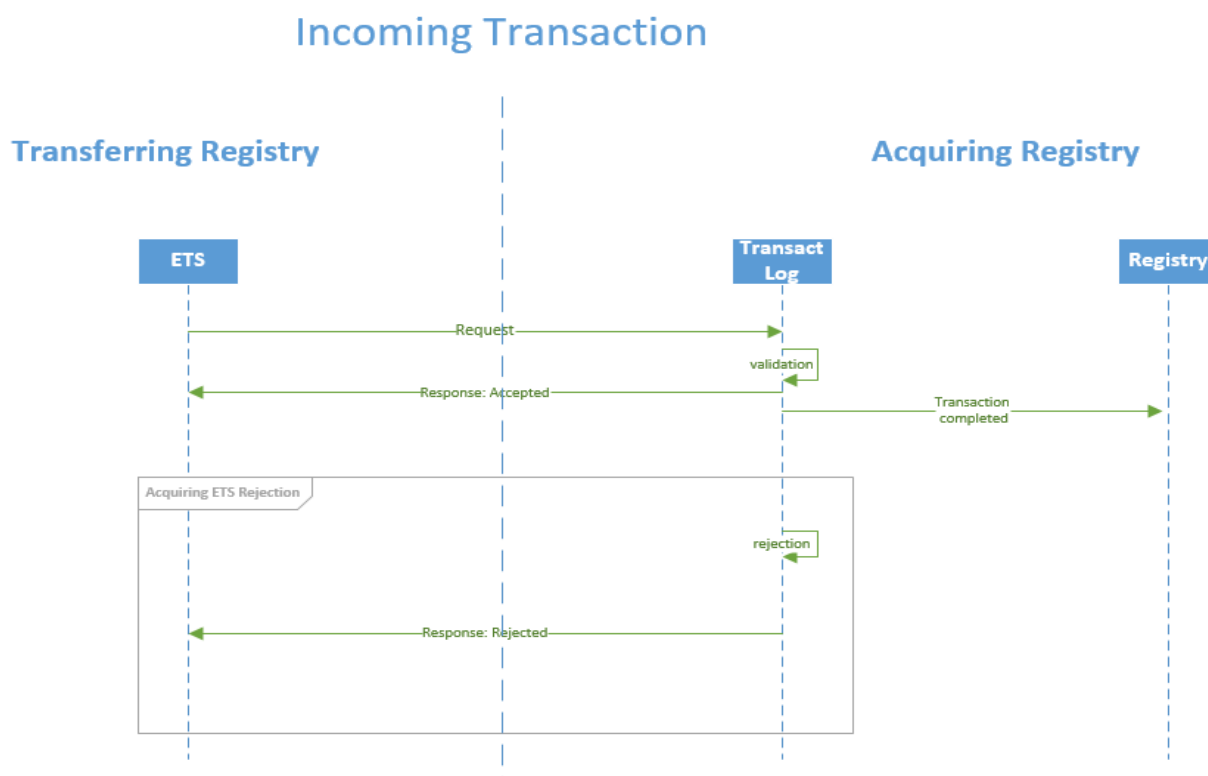 Incoming Transaction
Transferring Registry
Acquiring Registry
ETS
Transact
Log
Registry
Request
validation
Response: Accepted
Transaction
completed
Acquiring ETS Rejection
rejection
Response: Rejected